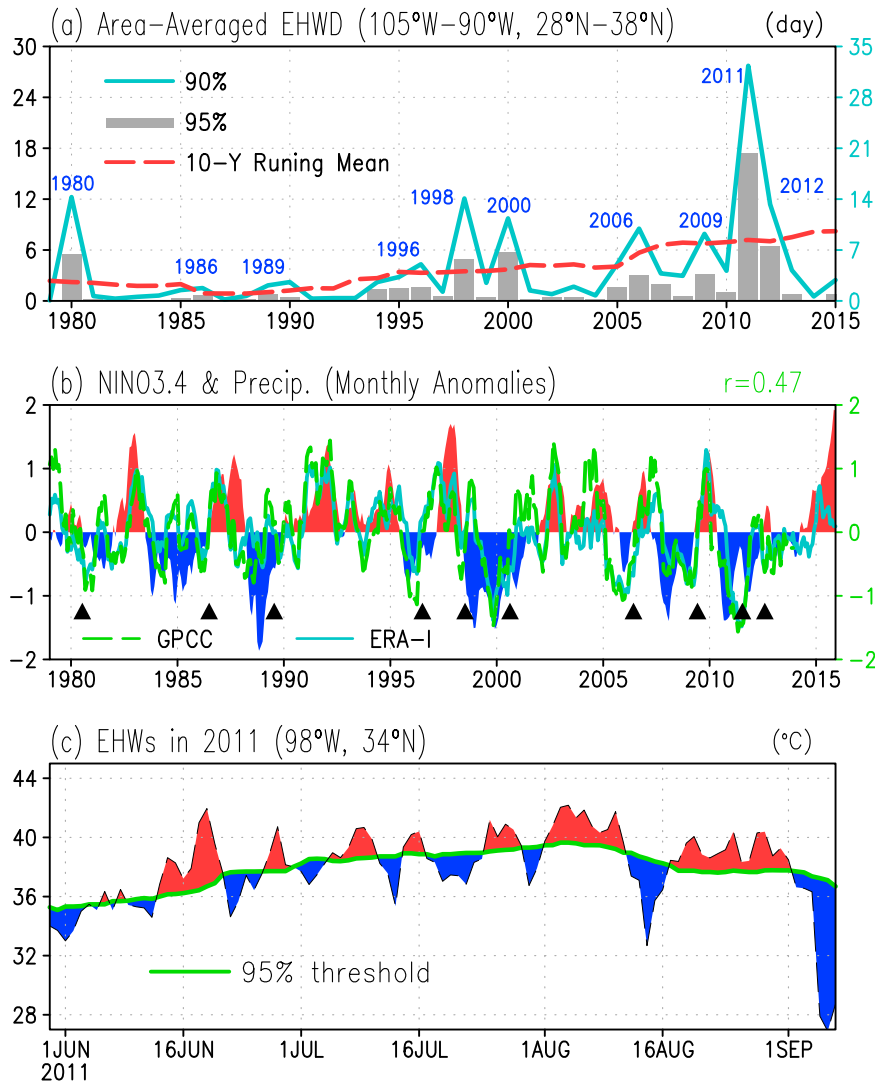 (a) Area-Averaged EHWD (105°W-90°W, 28°N-38°N) (day)
30 35
24 28
18 21
12 14
6 7
0 0
90%
95%
10-Y Runing Mean
1980 1986 1989 1996 1998 2000 2006 2009 2011 2012
1980 1985 1990 1995 2000 2005 2010 2015
(b) NINO3.4 & Precip. (Monthly Anomalies) r=0.47
2 2
1 1
0 0
-1 -1
-2 -2
GPCC ERA-I
1980 1985 1990 1995 2000 2005 2010 2015
(c) EHWs in 2011 (98°W, 34°N) (°C)
44
40
36
32
28
95% threshold
1JUN 16JUN 1JUL 16JUL 1AUG 16AUG 1SEP
2011